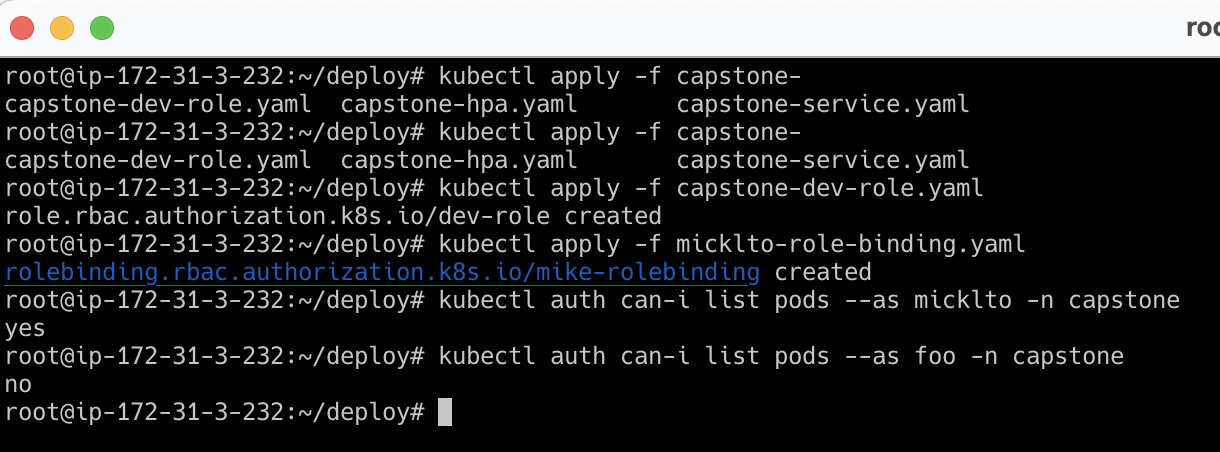 roo
root@ip-172-31-3-232:~/deploy# kubectl apply -f capstone-
capstone-dev-role.yaml  capstone-hpa.yaml       capstone-service.yaml
root@ip-172-31-3-232:~/deploy# kubectl apply -f capstone-
capstone-dev-role.yaml  capstone-hpa.yaml       capstone-service.yaml
root@ip-172-31-3-232:~/deploy# kubectl apply -f capstone-dev-role.yaml
role.rbac.authorization.k8s.io/dev-role created
root@ip-172-31-3-232:~/deploy# kubectl apply -f micklto-role-binding.yaml
rolebinding.rbac.authorization.k8s.io/mike-rolebinding created
root@ip-172-31-3-232:~/deploy# kubectl auth can-i list pods --as micklto -n capstone
yes
root@ip-172-31-3-232:~/deploy# kubectl auth can-i list pods --as foo -n capstone
no
root@ip-172-31-3-232:~/deploy#